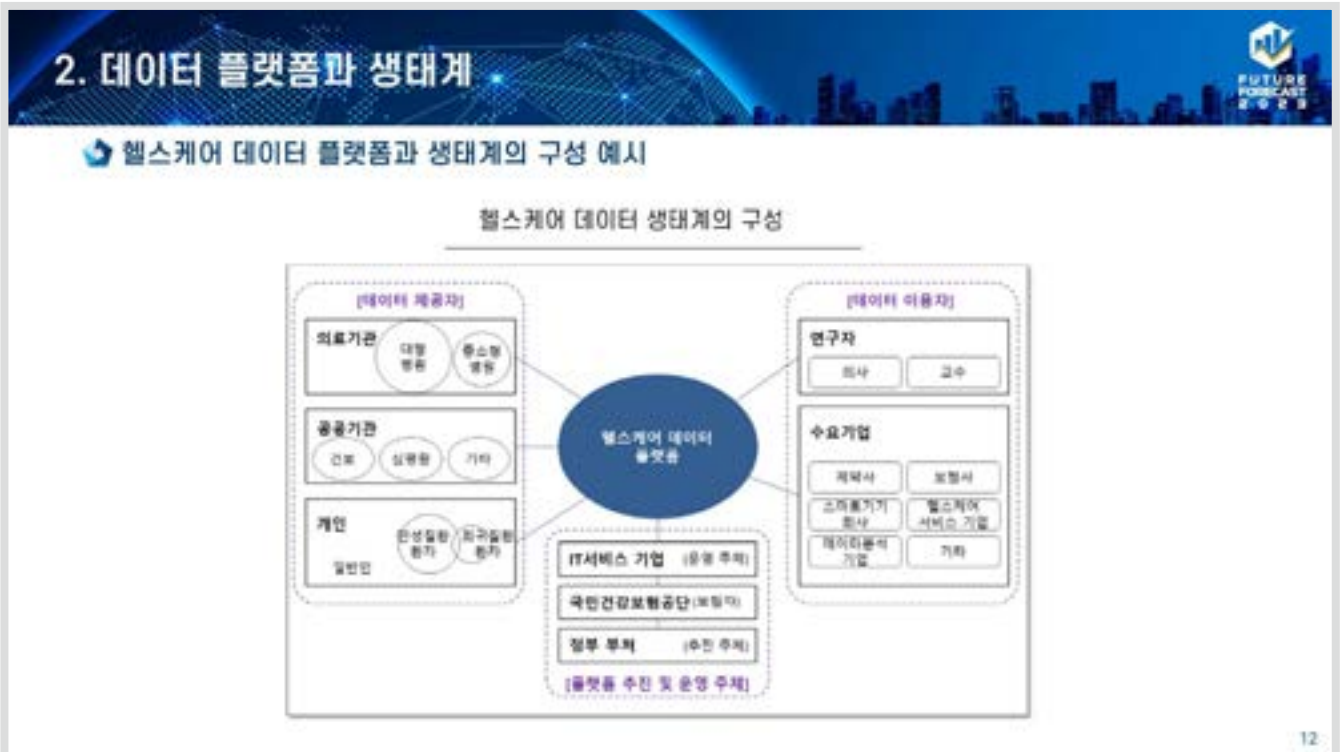 2. 데이터 플랫폼과 생태계
FUTURE
FORECAST
2023
헬스케어 데이터 플랫폼과 생태계의 구성 예시
헬스케어 데이터 생태계의 구성
[데이터 제공자]
의료기관
대형
병원
중소형
병원
공공기관
건보
심평원
기타
개인
만성질환
환자
희귀질환
환자
일반인
헬스케어 데이터
플랫폼
IT서비스 기업 (운영 주체)
국민건강보험공단(보험자)
정부 부처 (추진 주체)
[플랫폼 추진 및 운영 주체]
[데이터 이용자]
연구자
의사
교수
수요기업
제약사
보험사
스마트기기
회사
헬스케어
서비스 기업
데이터분석
기업
기타
12